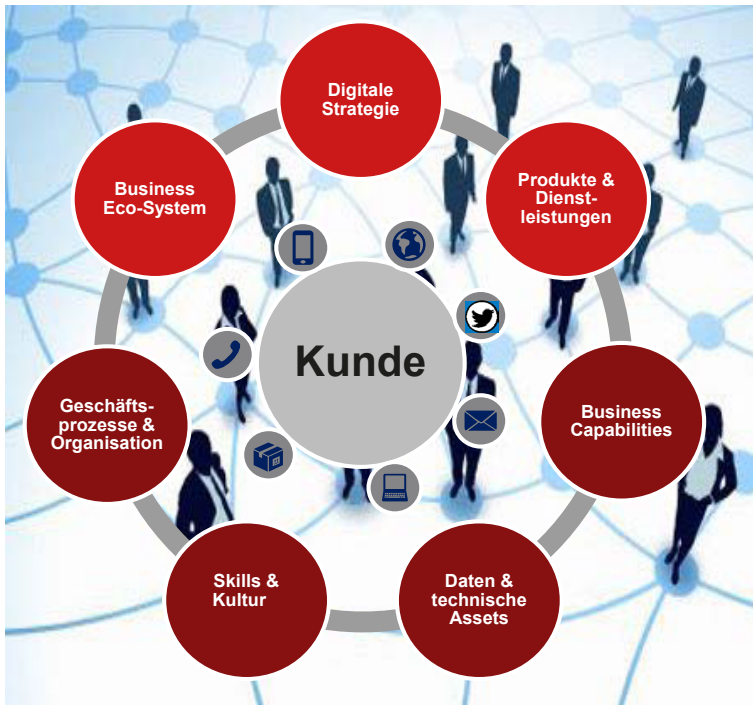 Digitale
Strategie
Produkte &
Dienst-
leistungen
Business
Capabilities
Daten &
technische
Assets
Skills &
Kultur
Geschäfts-
prozesse &
Organisation
Business
Eco-System
Kunde